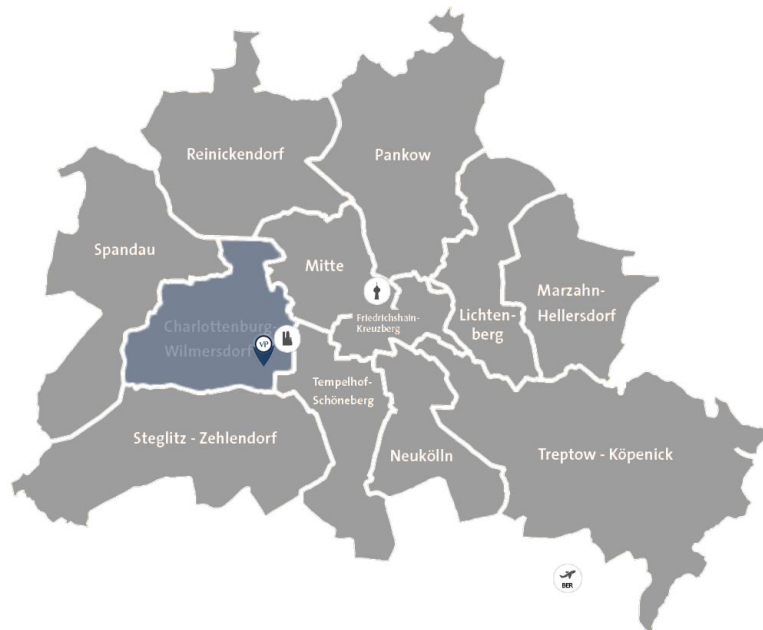 Reinickendorf
Pankow
Spandau
Mitte
Marzahn-
Hellersdorf
Lichten-
berg
Friedrichshain-
Kreuzberg
Charlottenburg-
Wilmersdorf
VP
Tempelhof-
Schöneberg
Steglitz - Zehlendorf
Neukölln
Treptow - Köpenick
BER